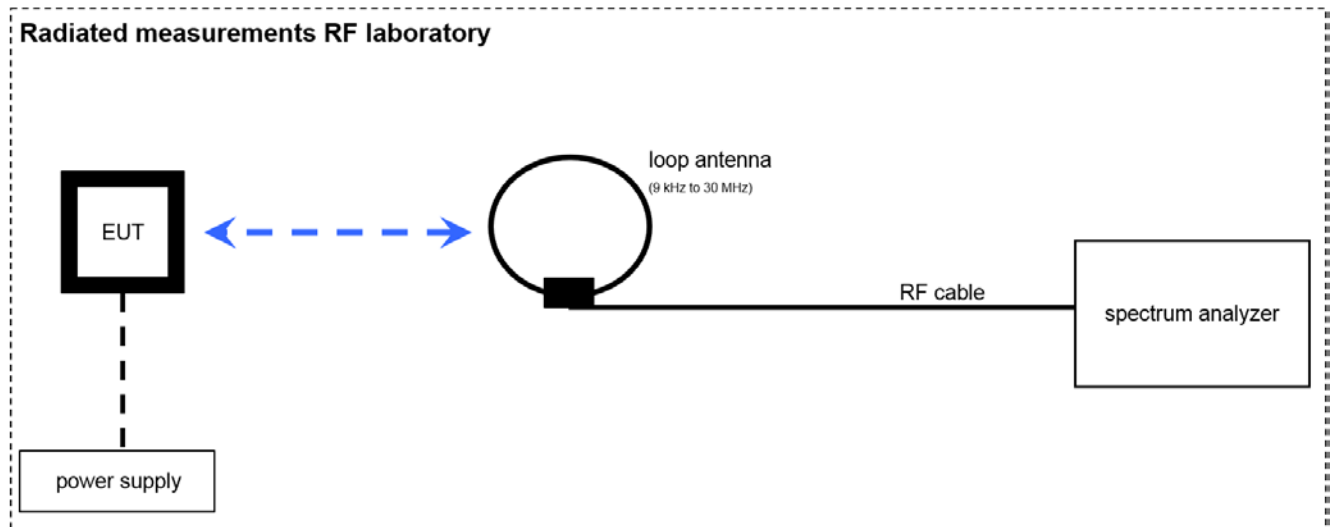 Radiated measurements RF laboratory
loop antenna
(9 kHz to 30 MHz)
EUT
RF cable
spectrum analyzer
power supply